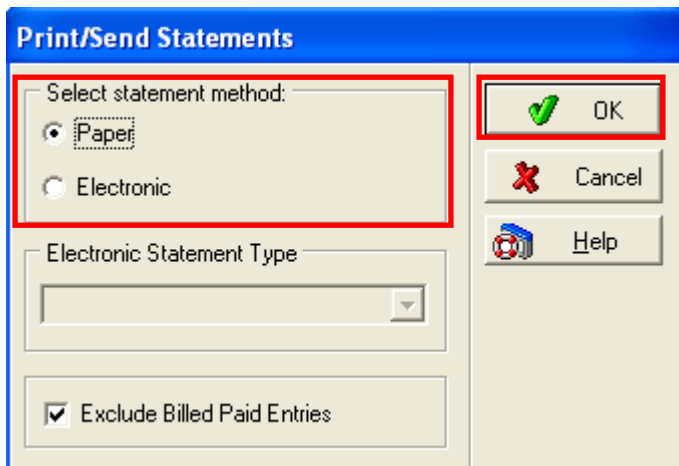 Print/Send Statements
Select statement method:
Paper
Electronic
Electronic Statement Type
Exclude Billed Paid Entries
OK
Cancel
Help